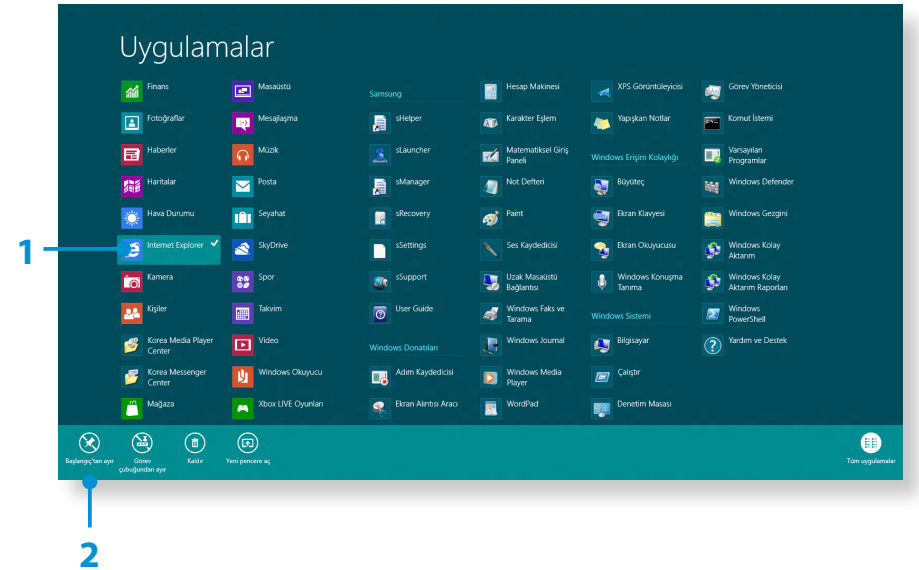 Uygulamalar
Finans
Fotoğraflar
Haberler
Haritalar
Hava Durumu
Internet Explorer
Kamera
Kişiler
Korea Media Player
Center
Korea Messenger
Center
Mağaza
Masaüstü
Mesajlaşma
Müzik
Posta
Seyahat
SkyDrive
Spor
Takvim
Video
Windows Okuyucu
Xbox LIVE Oyunları
Samsung
sHelper
sLauncher
sManager
sRecovery
sSettings
sSupport
User Guide
Windows Donatıları
Adım Kaydedicisi
Ekran Alıntısı Aracı
Hesap Makinesi
Karakter Eşlem
Matematiksel Giriş
Paneli
Not Defteri
Paint
Ses Kaydedicisi
Uzak Masaüstü
Bağlantısı
Windows Faks ve
Tarama
Windows Journal
Windows Media
Player
WordPad
XPS Görüntüleyicisi
Yapışkan Notlar
Windows Erişim Kolaylığı
Büyüteç
Ekran Klavyesi
Ekran Okuyucusu
Windows Konuşma
Tanıma
Windows Sistemi
Bilgisayar
Çalıştır
Denetim Masası
Görev Yöneticisi
Komut İstemi
Varsayılan
Programlar
Windows Defender
Windows Gezgini
Windows Kolay
Aktarım
Windows Kolay
Aktarım Raporları
Windows
PowerShell
Yardım ve Destek
1
Başlangıç'tan ayır
Görev
çubuğundan ayır
Kaldır
Yeni pencere aç
Tüm uygulamalar
2